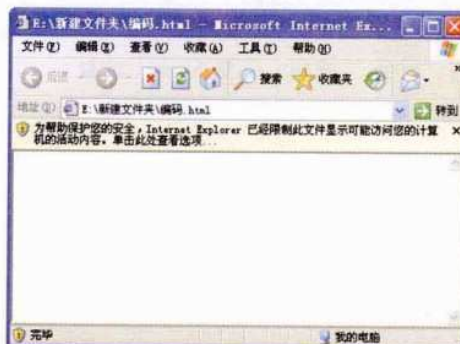 E:\新建文件夹\编码.html - Microsoft Internet Ex...
文件(F) 编辑(E) 查看(V) 收藏(A) 工具(T) 帮助(H)
后退 搜索 收藏夹
地址(D) E:\新建文件夹\编码.html 转到
为帮助保护您的安全，Internet Explorer 已经限制此文件显示可能访问您的计算
机的活动内容。单击此处查看选项...
完毕 我的电脑